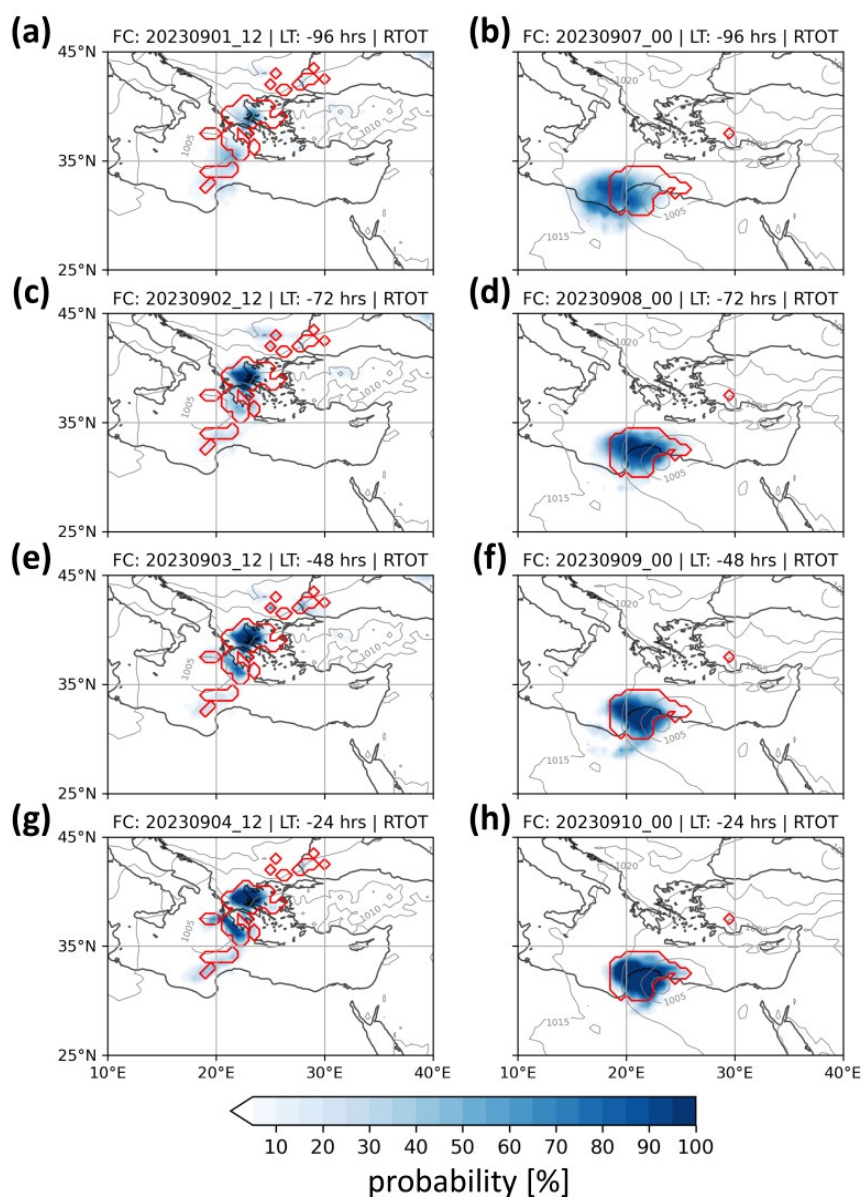 (a) FC: 20230901_12 | LT: -96 hrs | RTOT
(b) FC: 20230907_00 | LT: -96 hrs | RTOT
45°N
35°N
25°N
1005
1010
1020
1005
1015
(c) FC: 20230902_12 | LT: -72 hrs | RTOT
(d) FC: 20230908_00 | LT: -72 hrs | RTOT
45°N
35°N
25°N
1005
1010
1020
1005
1005
1015
(e) FC: 20230903_12 | LT: -48 hrs | RTOT
(f) FC: 20230909_00 | LT: -48 hrs | RTOT
45°N
35°N
25°N
1005
1010
1020
1005
1005
1015
(g) FC: 20230904_12 | LT: -24 hrs | RTOT
(h) FC: 20230910_00 | LT: -24 hrs | RTOT
45°N
35°N
25°N
1005
1010
1020
1005
1015
10°E 20°E 30°E 40°E
10°E 20°E 30°E 40°E
10 20 30 40 50 60 70 80 90 100
probability [%]